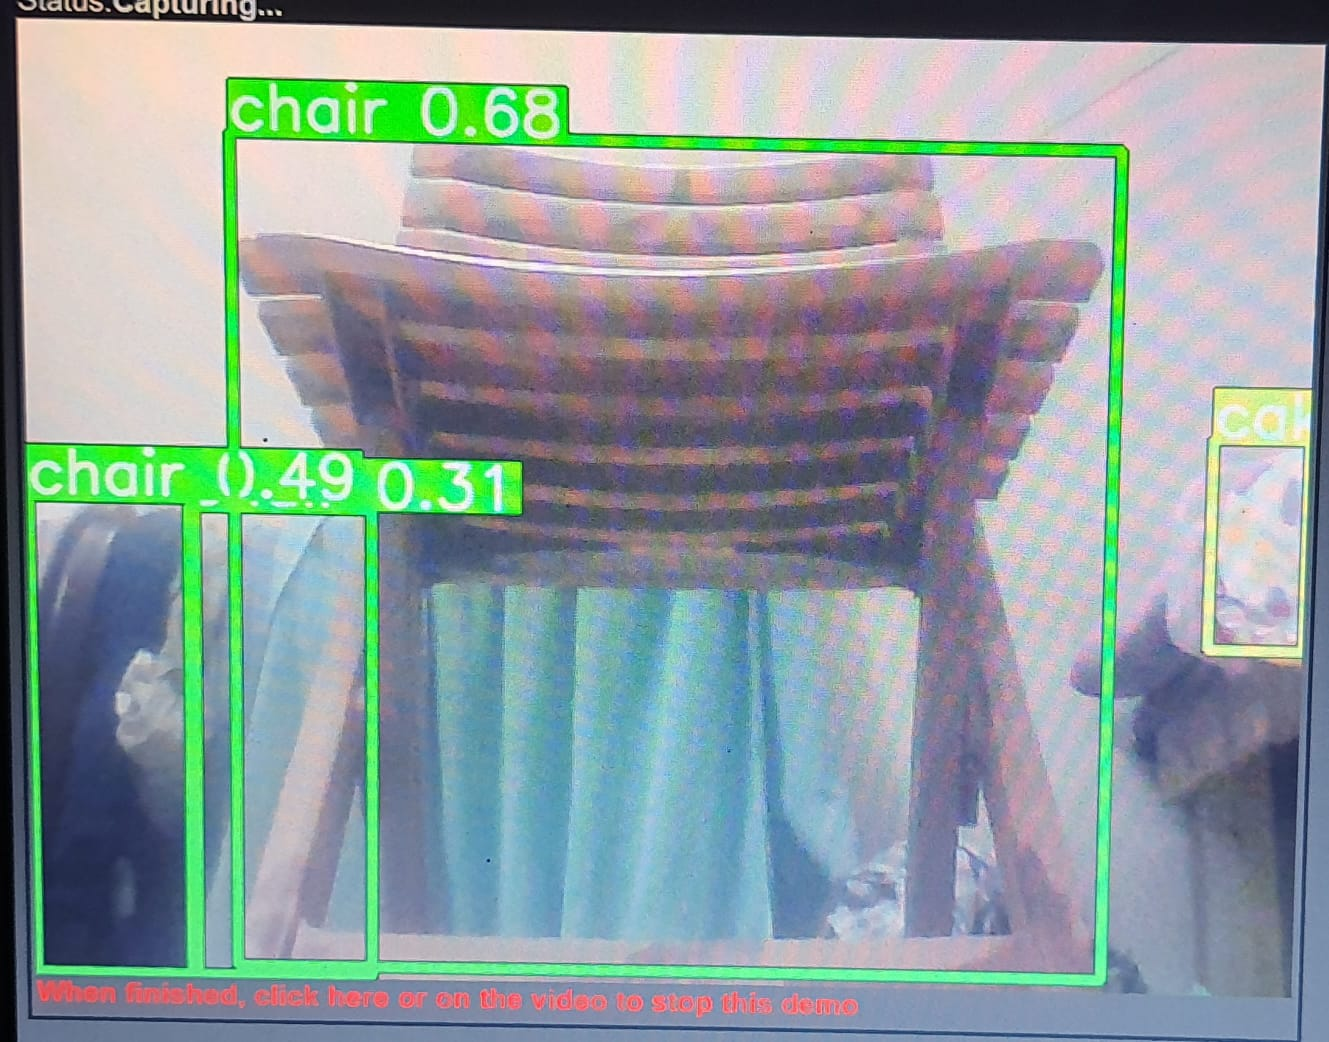 Status:Capturing...
chair 0.68
cak
chair 0.49 0.31
When finished, click here or on the video to stop this demo